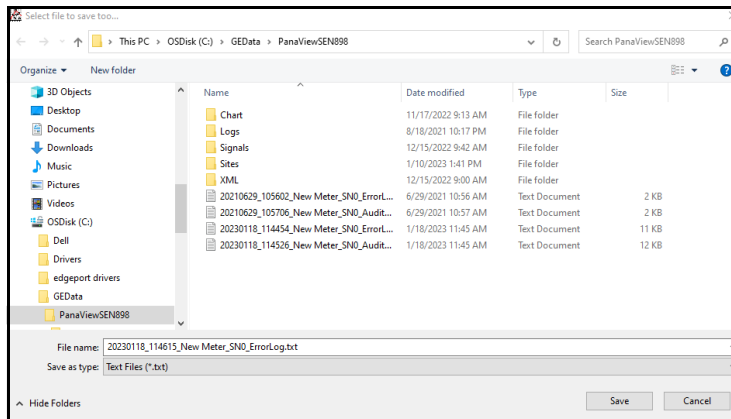 Select file to save too...
This PC > OSDisk (C:) > GEData > PanaViewSEN898
Search PanaViewSEN898
Organize
New folder
Name Date modified Type Size
3D Objects
Desktop
Documents
Downloads
Music
Pictures
Videos
OSDisk (C:)
Dell
Drivers
edgeport drivers
GEData
PanaViewSEN898
Chart 11/17/2022 9:13 AM File folder
Logs 8/18/2021 10:17 PM File folder
Signals 12/15/2022 9:42 AM File folder
Sites 1/10/2023 1:41 PM File folder
XML 12/15/2022 9:00 AM File folder
20210629_105602_New Meter_SN0_ErrorL... 6/29/2021 10:56 AM Text Document 2 KB
20210629_105706_New Meter_SN0_Audit... 6/29/2021 10:57 AM Text Document 2 KB
20230118_114454_New Meter_SN0_ErrorL... 1/18/2023 11:45 AM Text Document 11 KB
20230118_114526_New Meter_SN0_Audit... 1/18/2023 11:45 AM Text Document 12 KB
File name: 20230118_114615_New Meter_SN0_ErrorLog.txt
Save as type: Text Files (*.txt)
Hide Folders
Save
Cancel